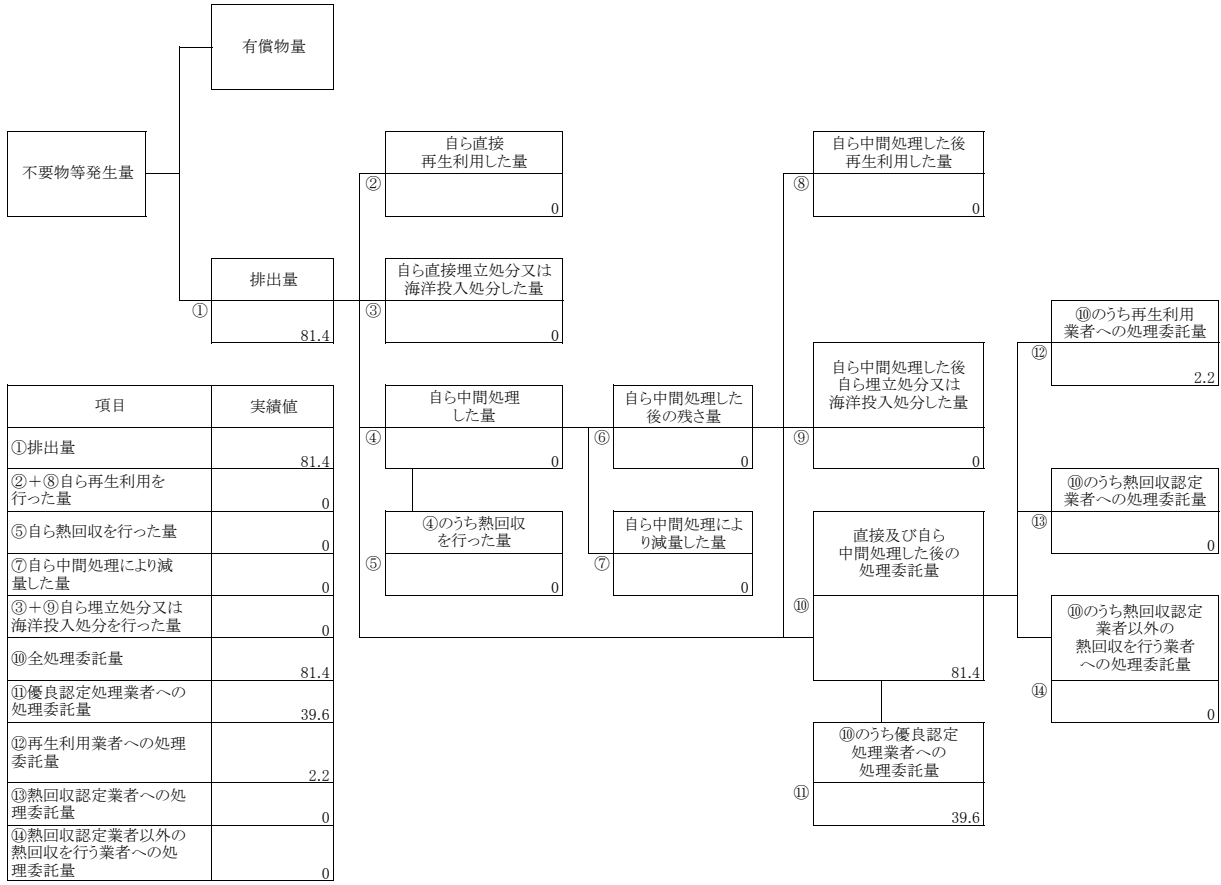 有償物量
不要物等発生量
自ら直接
再生利用した量
②
0
自ら中間処理した後
再生利用した量
⑧
0
排出量
①
81.4
自ら直接埋立処分又は
海洋投入処分した量
③
0
⑩のうち再生利用
業者への処理委託量
⑫
2.2
自ら中間処理
した量
④
0
自ら中間処理した
後の残さ量
⑥
0
自ら中間処理した後
自ら埋立処分又は
海洋投入処分した量
⑨
0
⑩のうち熱回収認定
業者への処理委託量
⑬
0
④のうち熱回収
を行った量
⑤
0
自ら中間処理によ
り減量した量
⑦
0
直接及び自ら
中間処理した後の
処理委託量
⑩
81.4
⑩のうち熱回収認定
業者以外の
熱回収を行う業者
への処理委託量
⑭
0
⑩のうち優良認定
処理業者への
処理委託量
⑪
39.6
項目 実績値
①排出量
81.4
②＋⑧自ら再生利用を
行った量
0
⑤自ら熱回収を行った量
0
⑦自ら中間処理により減
量した量
0
③＋⑨自ら埋立処分又は
海洋投入処分を行った量
0
⑩全処理委託量
81.4
⑪優良認定処理業者への
処理委託量
39.6
⑫再生利用業者への処理
委託量
2.2
⑬熱回収認定業者への処
理委託量
0
⑭熱回収認定業者以外の
熱回収を行う業者への処
理委託量
0